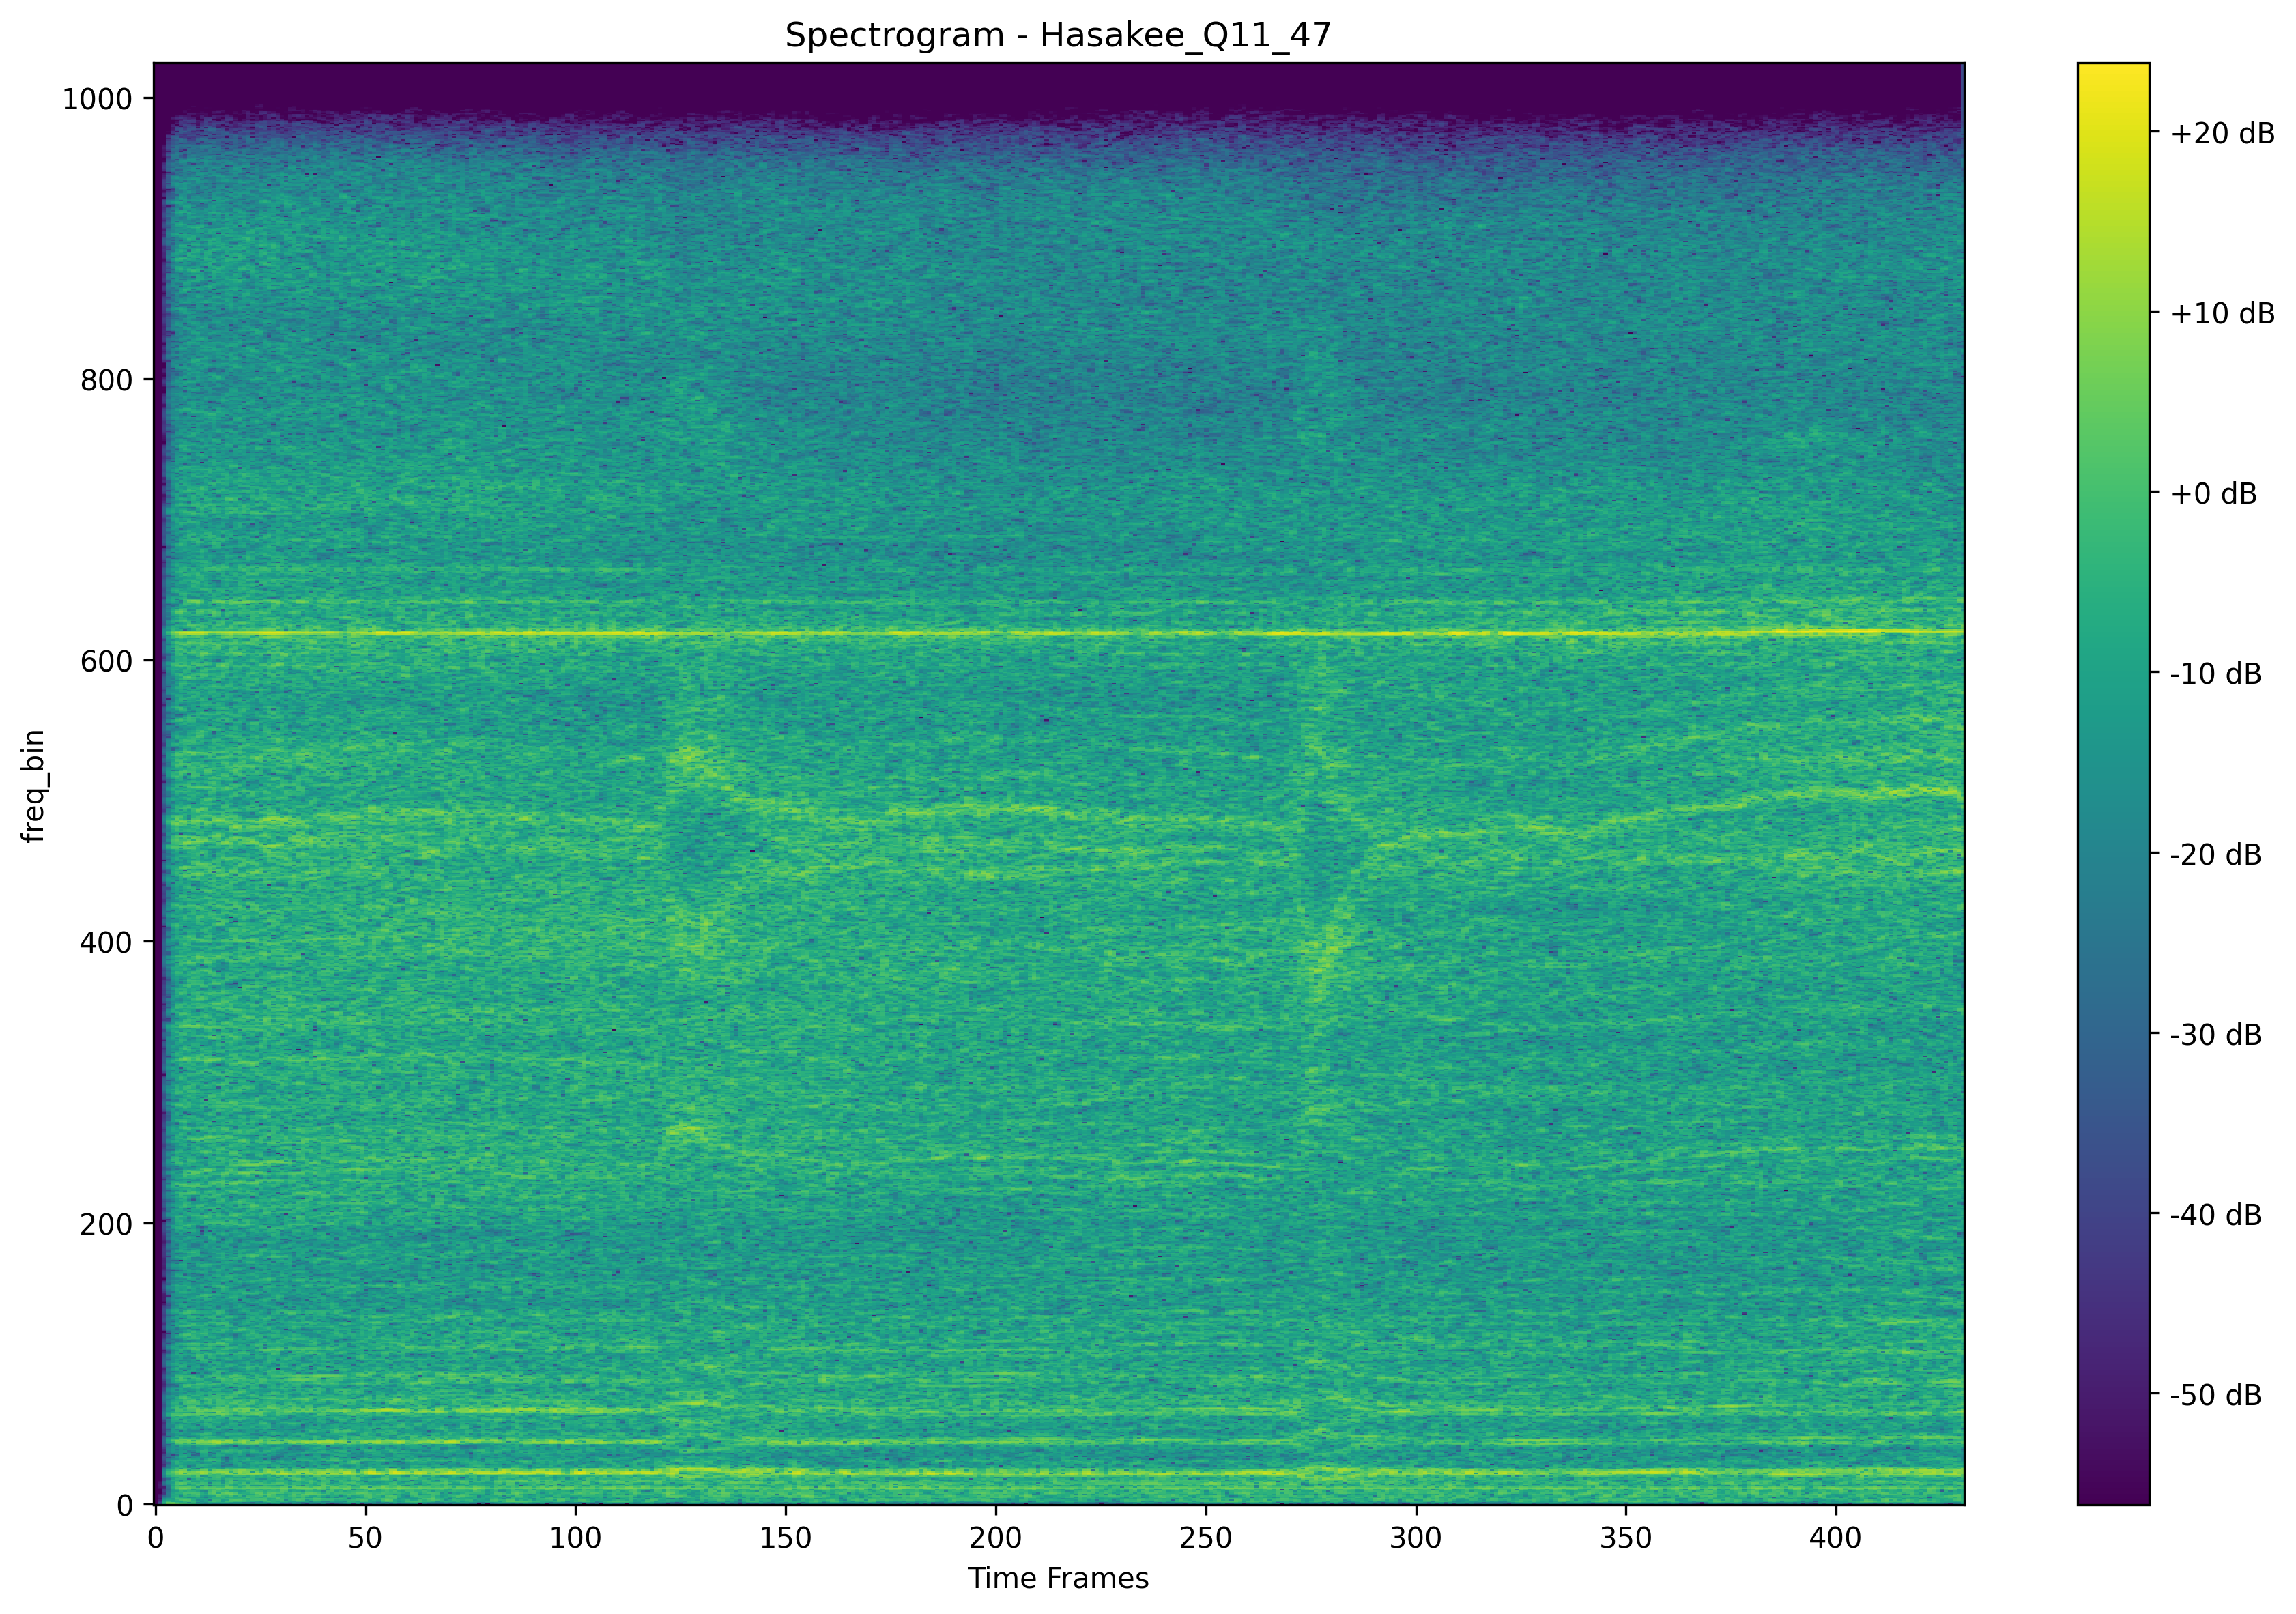 Spectrogram - Hasakee_Q11_47
1000
800
600
400
200
0
freq_bin
0 50 100 150 200 250 300 350 400
Time Frames
+20 dB
+10 dB
+0 dB
-10 dB
-20 dB
-30 dB
-40 dB
-50 dB